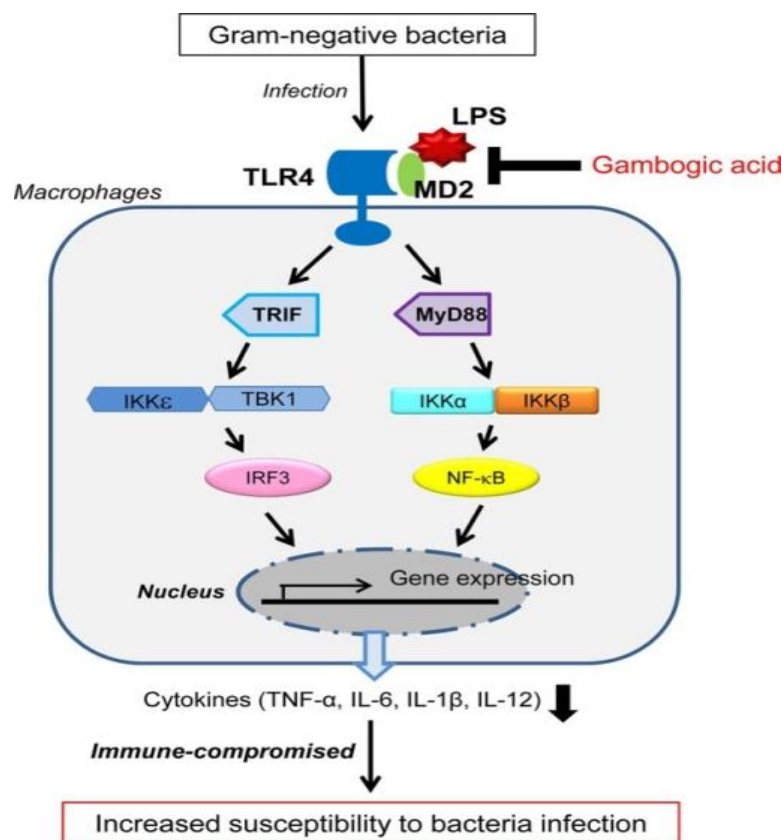 Gram-negative bacteria
Infection
LPS
TLR4
MD2
Gambogic acid
Macrophages
TRIF
MyD88
IKKε
TBK1
IKKα
IKKβ
IRF3
NF-κB
Nucleus
Gene expression
Cytokines (TNF-α, IL-6, IL-1β, IL-12)
Immune-compromised
Increased susceptibility to bacteria infection